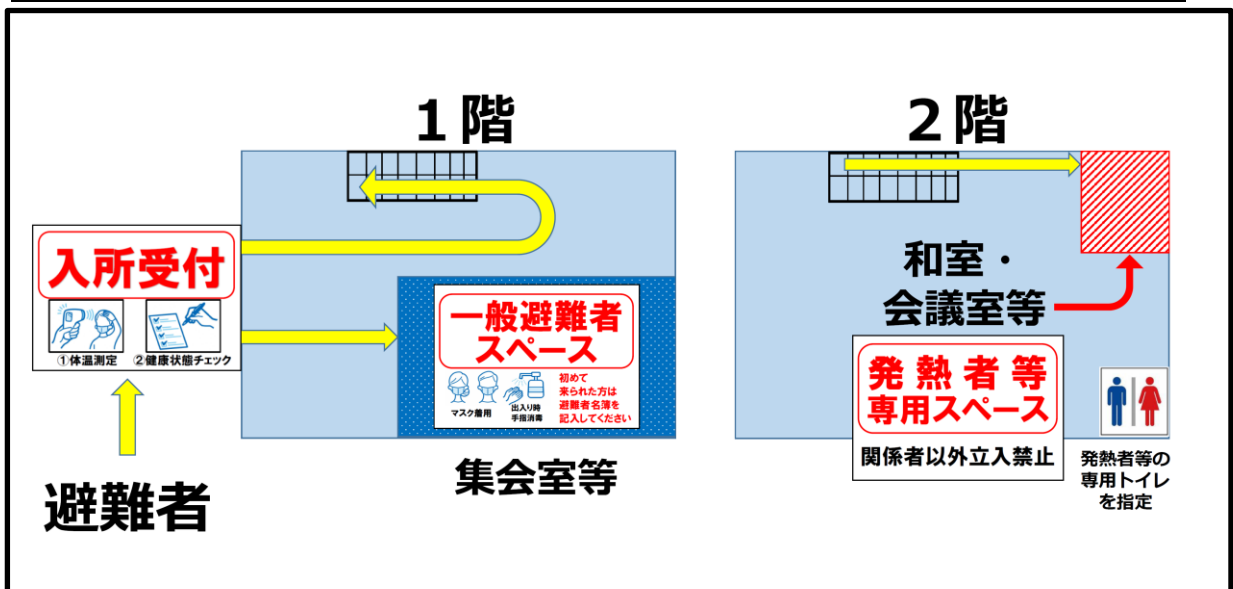 1階
2階
入所受付
①体温測定
②健康状態チェック
避難者
一般避難者
スペース
マスク着用
出入り時
手指消毒
初めて
来られた方は
避難者名簿を
記入してください
集会室等
和室・
会議室等
発熱者等
専用スペース
関係者以外立入禁止
発熱者等の
専用トイレ
を指定